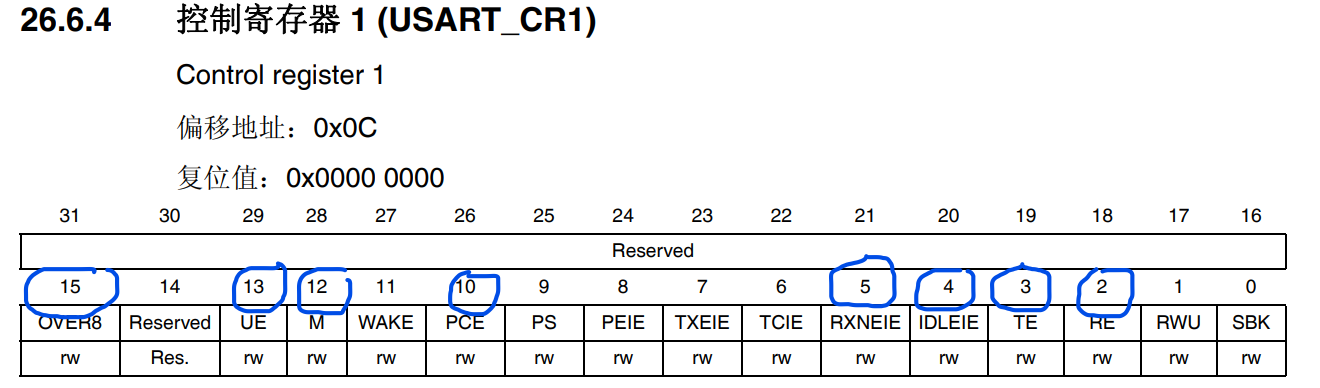 26.6.4 控制寄存器 1 (USART_CR1)
Control register 1
偏移地址：0x0C
复位值：0x0000 0000
31 30 29 28 27 26 25 24 23 22 21 20 19 18 17 16
Reserved
15 14 13 12 11 10 9 8 7 6 5 4 3 2 1 0
OVER8 Reserved UE M WAKE PCE PS PEIE TXEIE TCIE RXNEIE IDLEIE TE RE RWU SBK
rw Res. rw rw rw rw rw rw rw rw rw rw rw rw rw rw